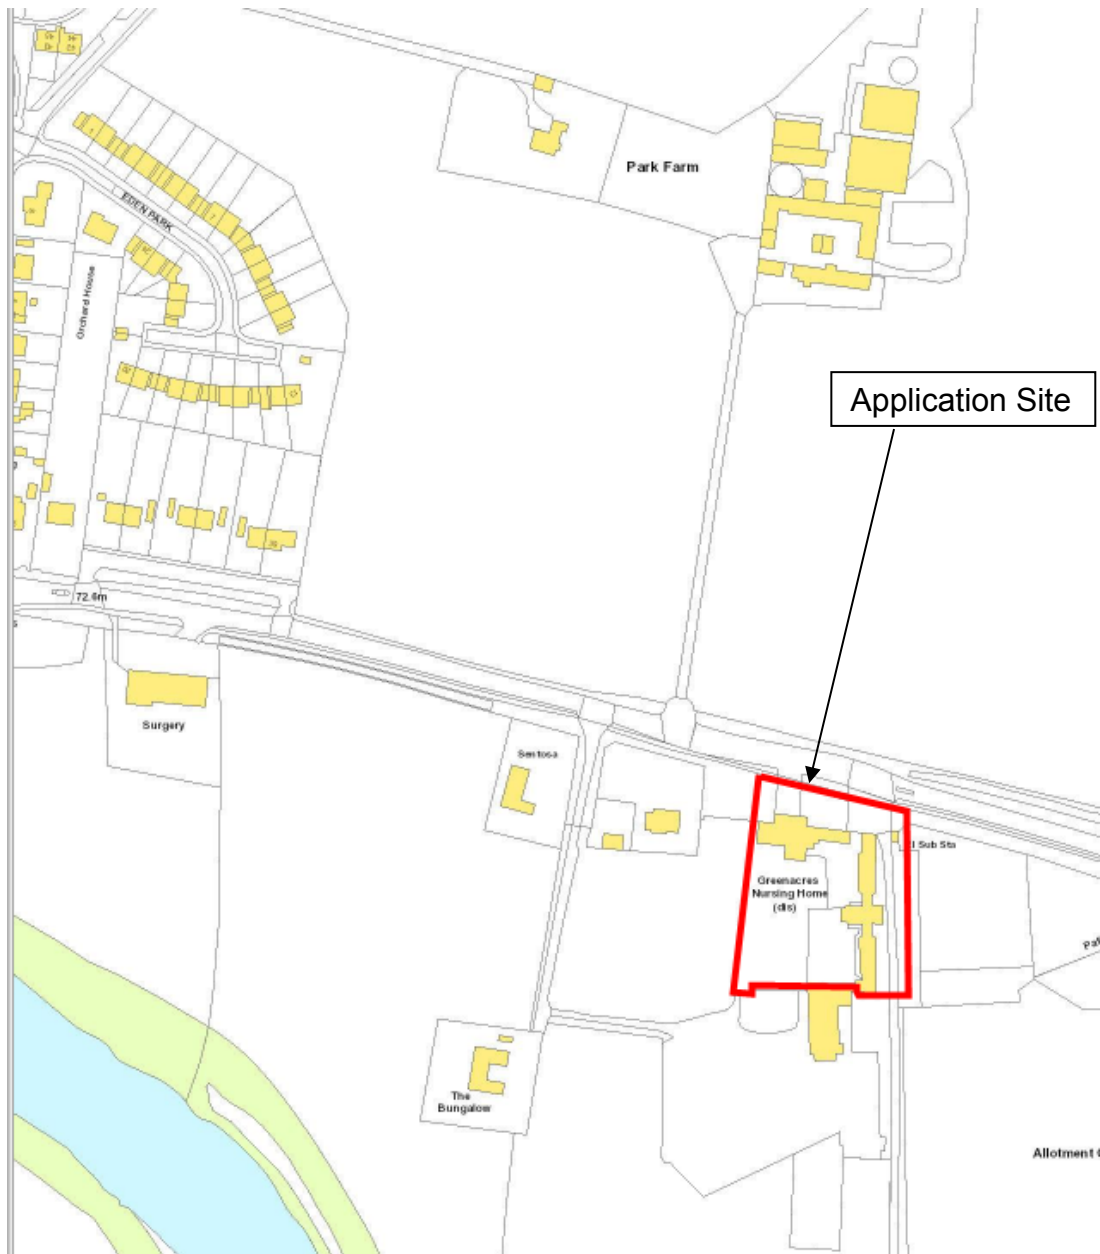 Park Farm
EDEN PARK
Orchard House
Application Site
72.6m
Surgery
Sentosa
l Sub Sta
Greenacres
Nursing Home
(dis)
The
Bungalow
Allotment